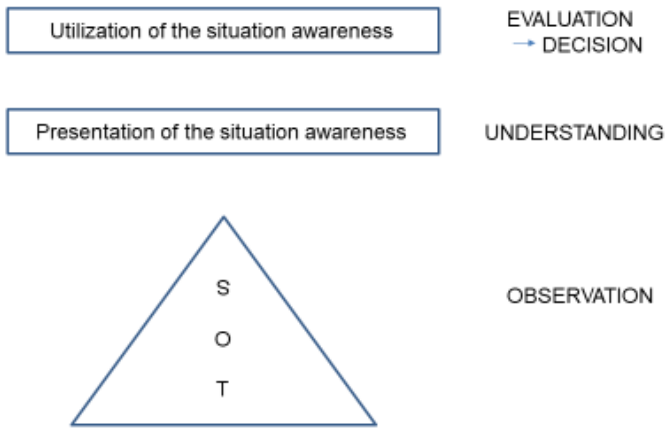 Utilization of the situation awareness
EVALUATION
→ DECISION
Presentation of the situation awareness
UNDERSTANDING
S
O
T
OBSERVATION